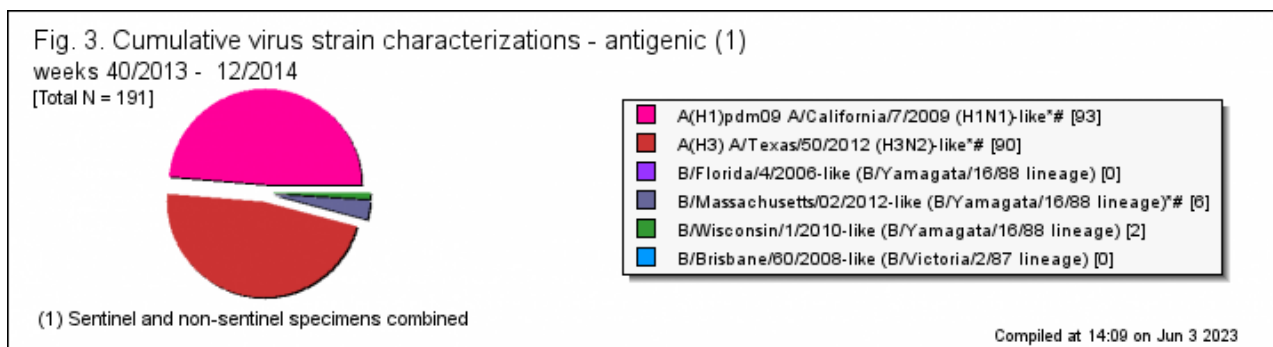 Fig. 3. Cumulative virus strain characterizations - antigenic (1)
weeks 40/2013 - 12/2014
[Total N = 191]
A(H1)pdm09 A/California/7/2009 (H1N1)-like*# [93]
A(H3) A/Texas/50/2012 (H3N2)-like*# [90]
B/Florida/4/2006-like (B/Yamagata/16/88 lineage) [0]
B/Massachusetts/02/2012-like (B/Yamagata/16/88 lineage)*# [6]
B/Wisconsin/1/2010-like (B/Yamagata/16/88 lineage) [2]
B/Brisbane/60/2008-like (B/Victoria/2/87 lineage) [0]
(1) Sentinel and non-sentinel specimens combined
Compiled at 14:09 on Jun 3 2023